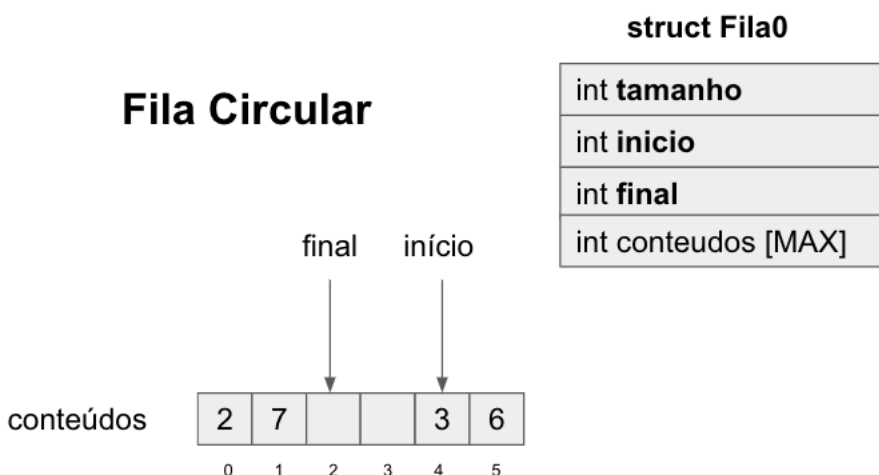 struct Fila0
Fila Circular
int tamanho
int inicio
int final
int conteudos [MAX]
final início
conteúdos 2 7 3 6
0 1 2 3 4 5